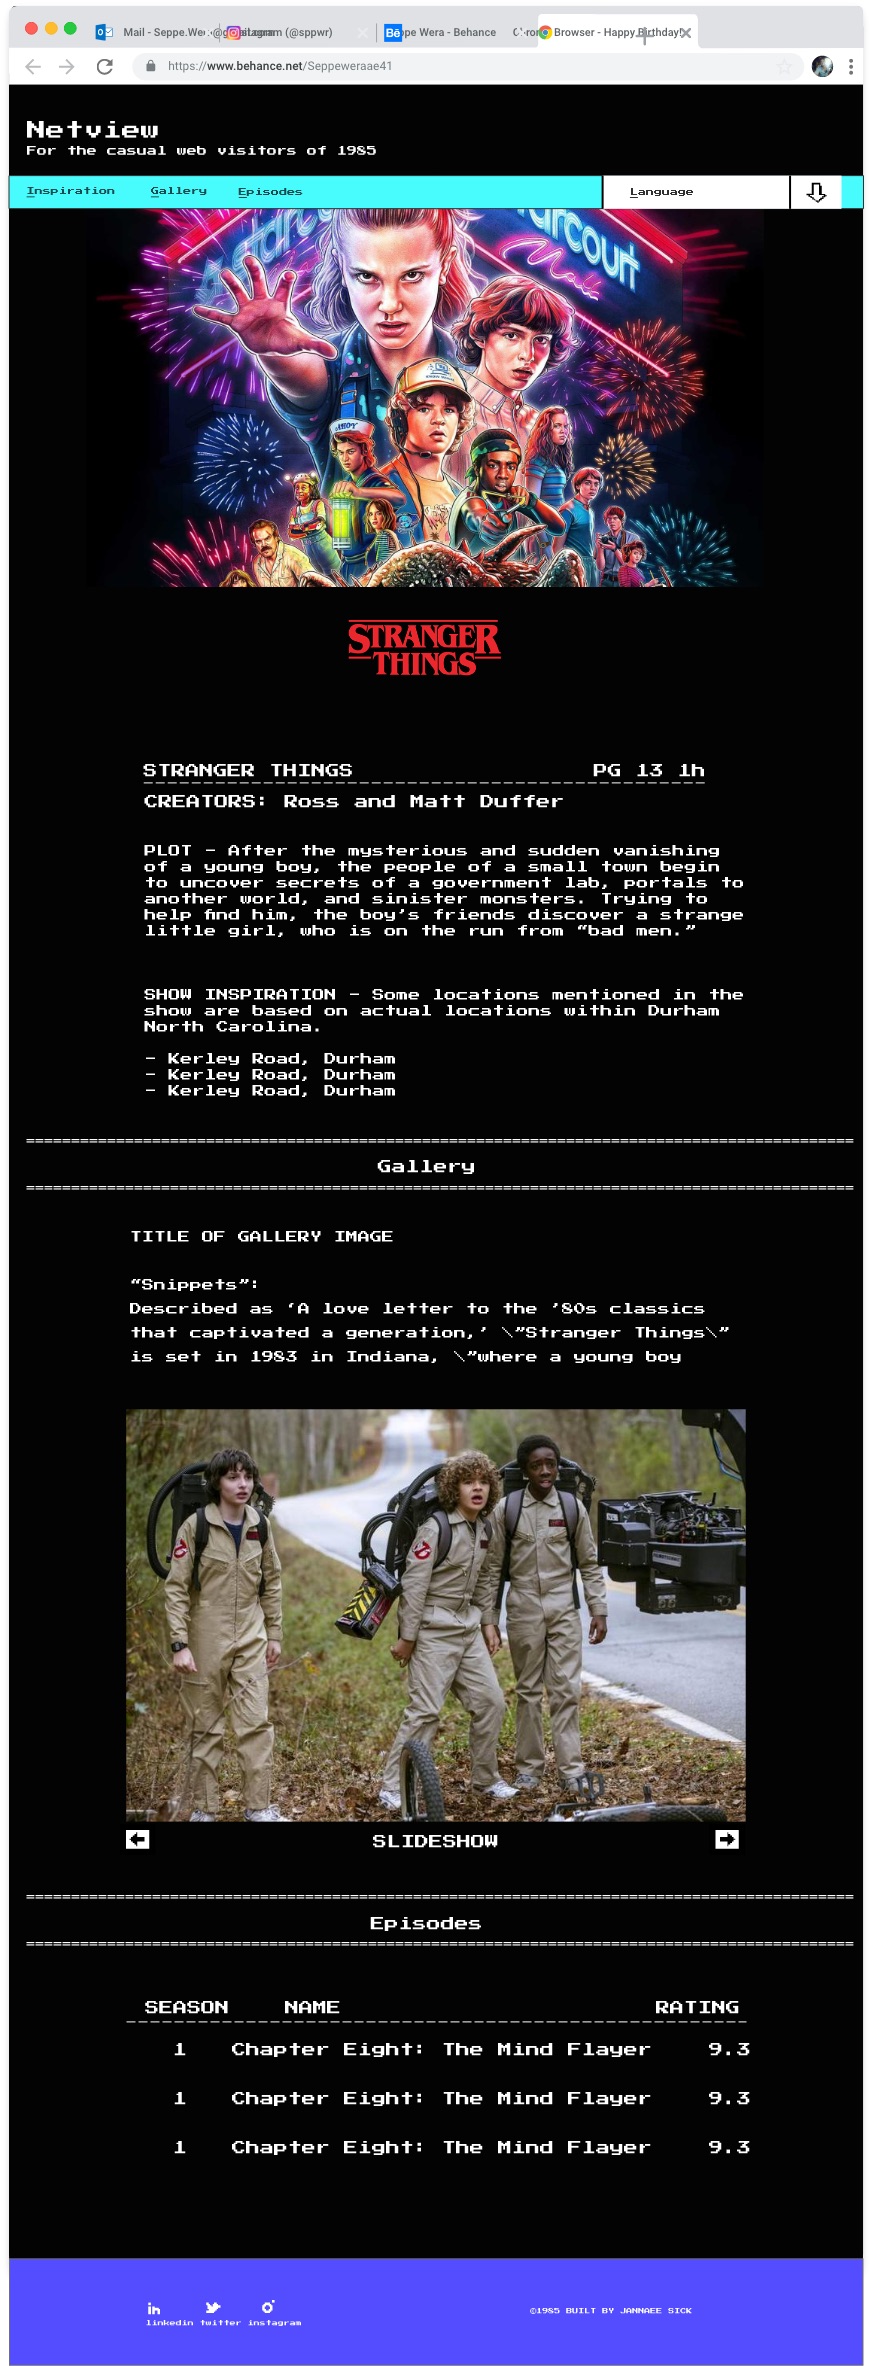 Mail - Seppe.We
Instagram (@sppwr)
Bē
pe Wera - Behance
Browser - Happy Birthday!
https://www.behance.net/Seppeweraae41
Netview
For the casual web visitors of 1985
Inspiration Gallery Episodes Language
AHOY
STRANGER
THINGS
STRANGER THINGS PG 13 1h
CREATORS: Ross and Matt Duffer
PLOT - After the mysterious and sudden vanishing
of a young boy, the people of a small town begin
to uncover secrets of a government lab, portals to
another world, and sinister monsters. Trying to
help find him, the boy’s friends discover a strange
little girl, who is on the run from “bad men.”
SHOW INSPIRATION - Some locations mentioned in the
show are based on actual locations within Durham
North Carolina.
- Kerley Road, Durham
- Kerley Road, Durham
- Kerley Road, Durham
Gallery
TITLE OF GALLERY IMAGE
“Snippets”:
Described as ‘A love letter to the ’80s classics
that captivated a generation,’ \”Stranger Things\”
is set in 1983 in Indiana, \”where a young boy
SLIDESHOW
Episodes
SEASON NAME RATING
1 Chapter Eight: The Mind Flayer 9.3
1 Chapter Eight: The Mind Flayer 9.3
1 Chapter Eight: The Mind Flayer 9.3
in
linkedin twitter instagram
©1985 BUILT BY JANNAEE SICK